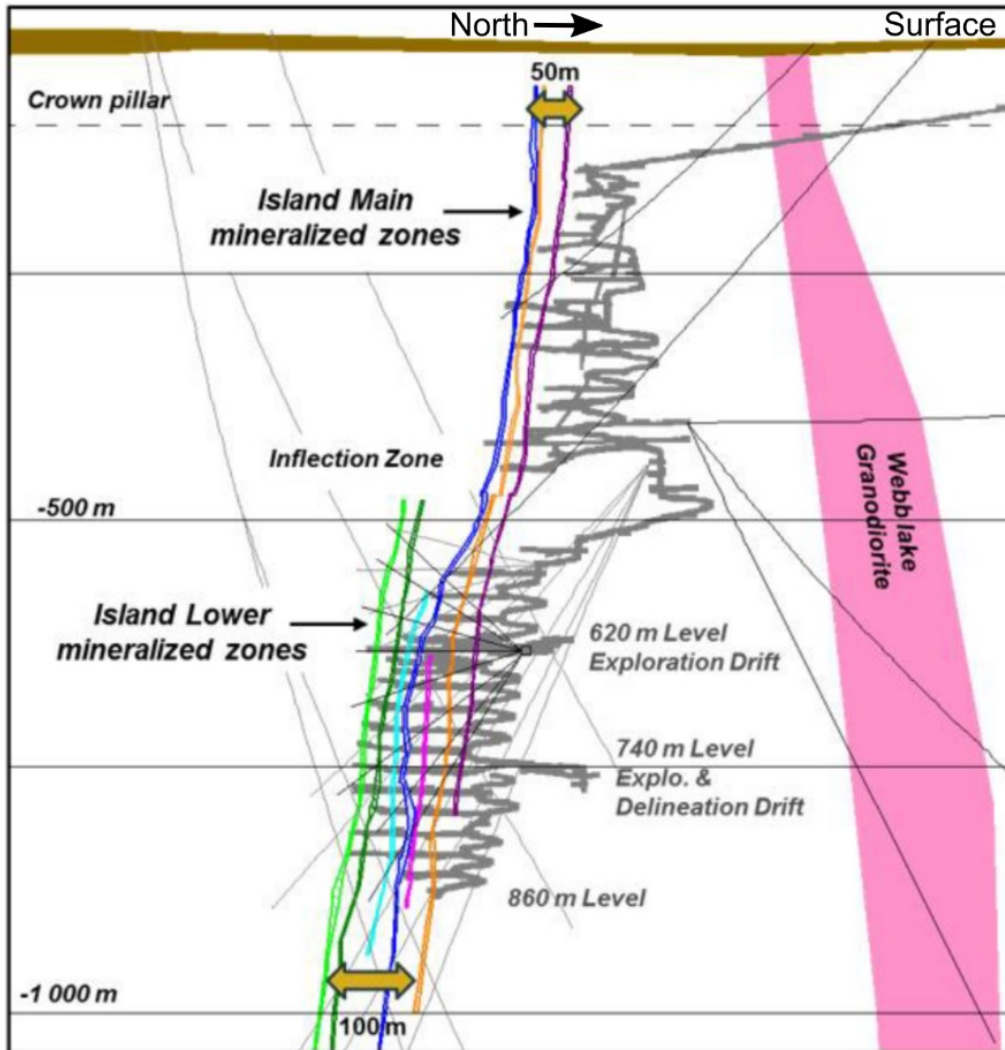 North
Surface
50m
Crown pillar
Island Main
mineralized zones
Inflection Zone
Webb lake
Granodiorite
-500 m
Island Lower
mineralized zones
620 m Level
Exploration Drift
740 m Level
Explo. &
Delineation Drift
860 m Level
-1 000 m
100 m